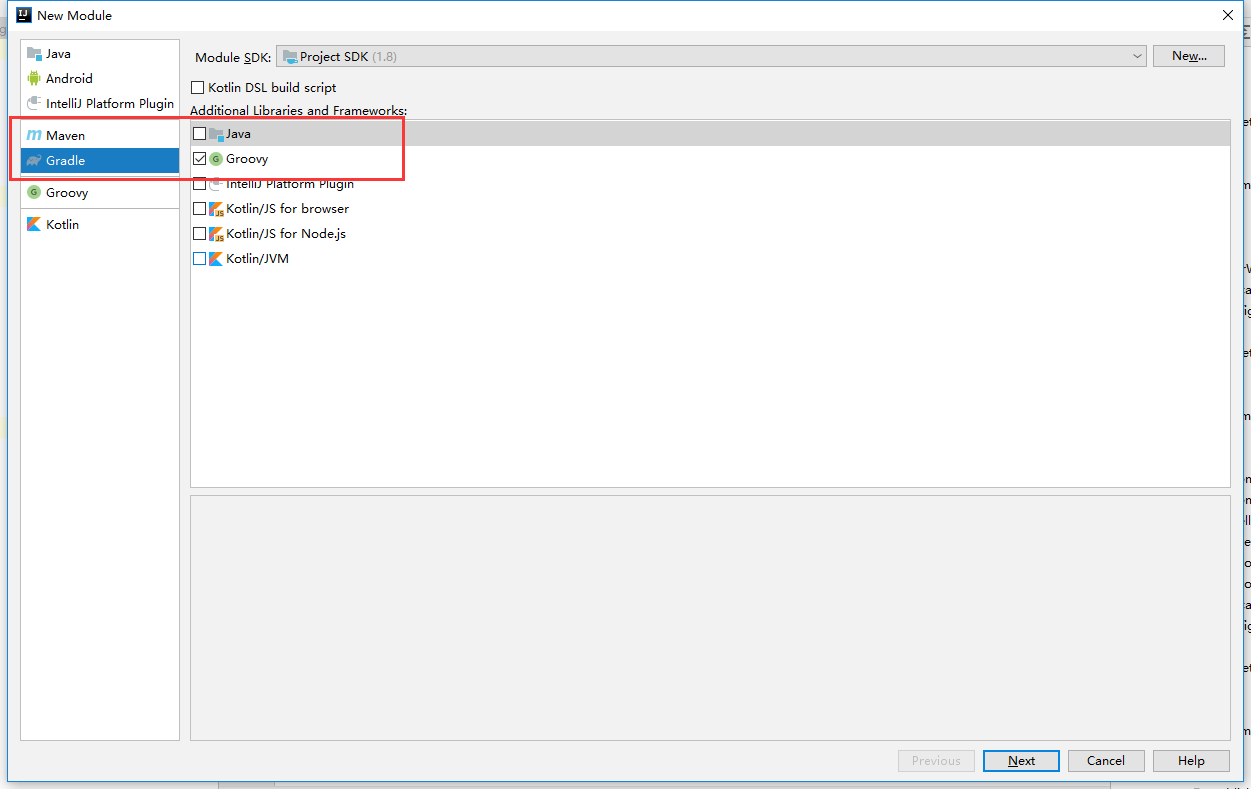 New Module
Java
Android
IntelliJ Platform Plugin
Maven
Gradle
Groovy
Kotlin
Module SDK: Project SDK (1.8) New...
Kotlin DSL build script
Additional Libraries and Frameworks:
Java
Groovy
IntelliJ Platform Plugin
Kotlin/JS for browser
Kotlin/JS for Node.js
Kotlin/JVM
Previous Next Cancel Help